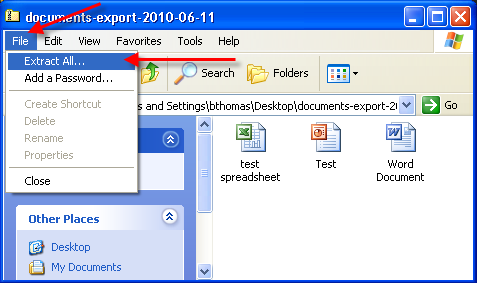 documents-export-2010-06-11
File Edit View Favorites Tools Help
Extract All...
Add a Password...
Search Folders
s and Settings\bthomas\Desktop\documents-export-20 Go
Create Shortcut
Delete
Rename
Properties
Close
test spreadsheet
Test
Word Document
Other Places
Desktop
My Documents